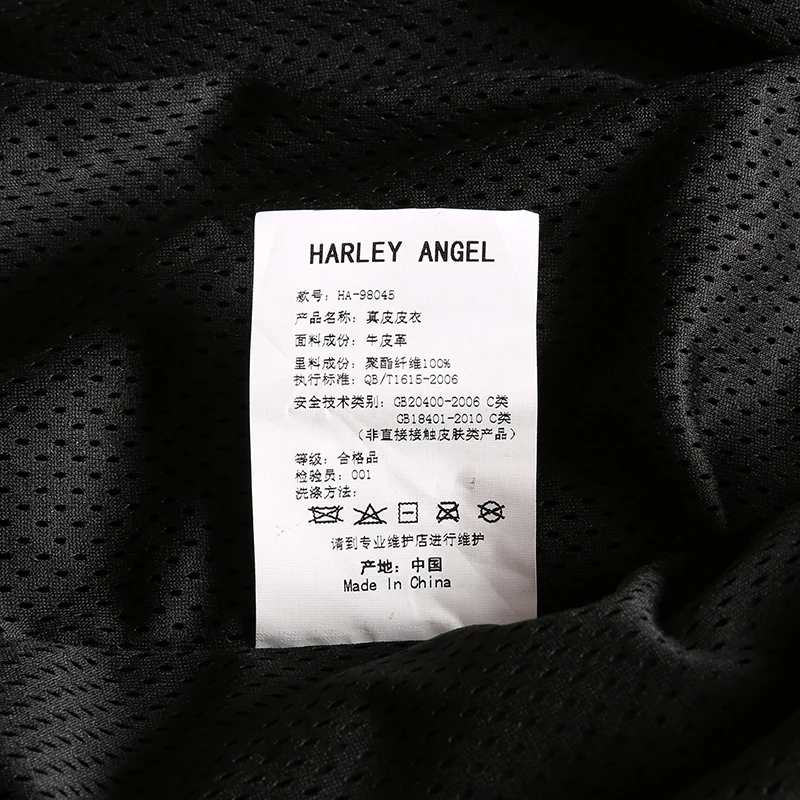 HARLEY ANGEL
款号：HA-98045
产品名称：真皮皮衣
面料成份：牛皮革
里料成份：聚酯纤维100%
执行标准：QB/T1615-2006
安全技术类别：GB20400-2006 C类
GB18401-2010 C类
（非直接接触皮肤类产品）
等级：合格品
检验员：001
洗涤方法：
请到专业维护店进行维护
产地：中国
Made In China